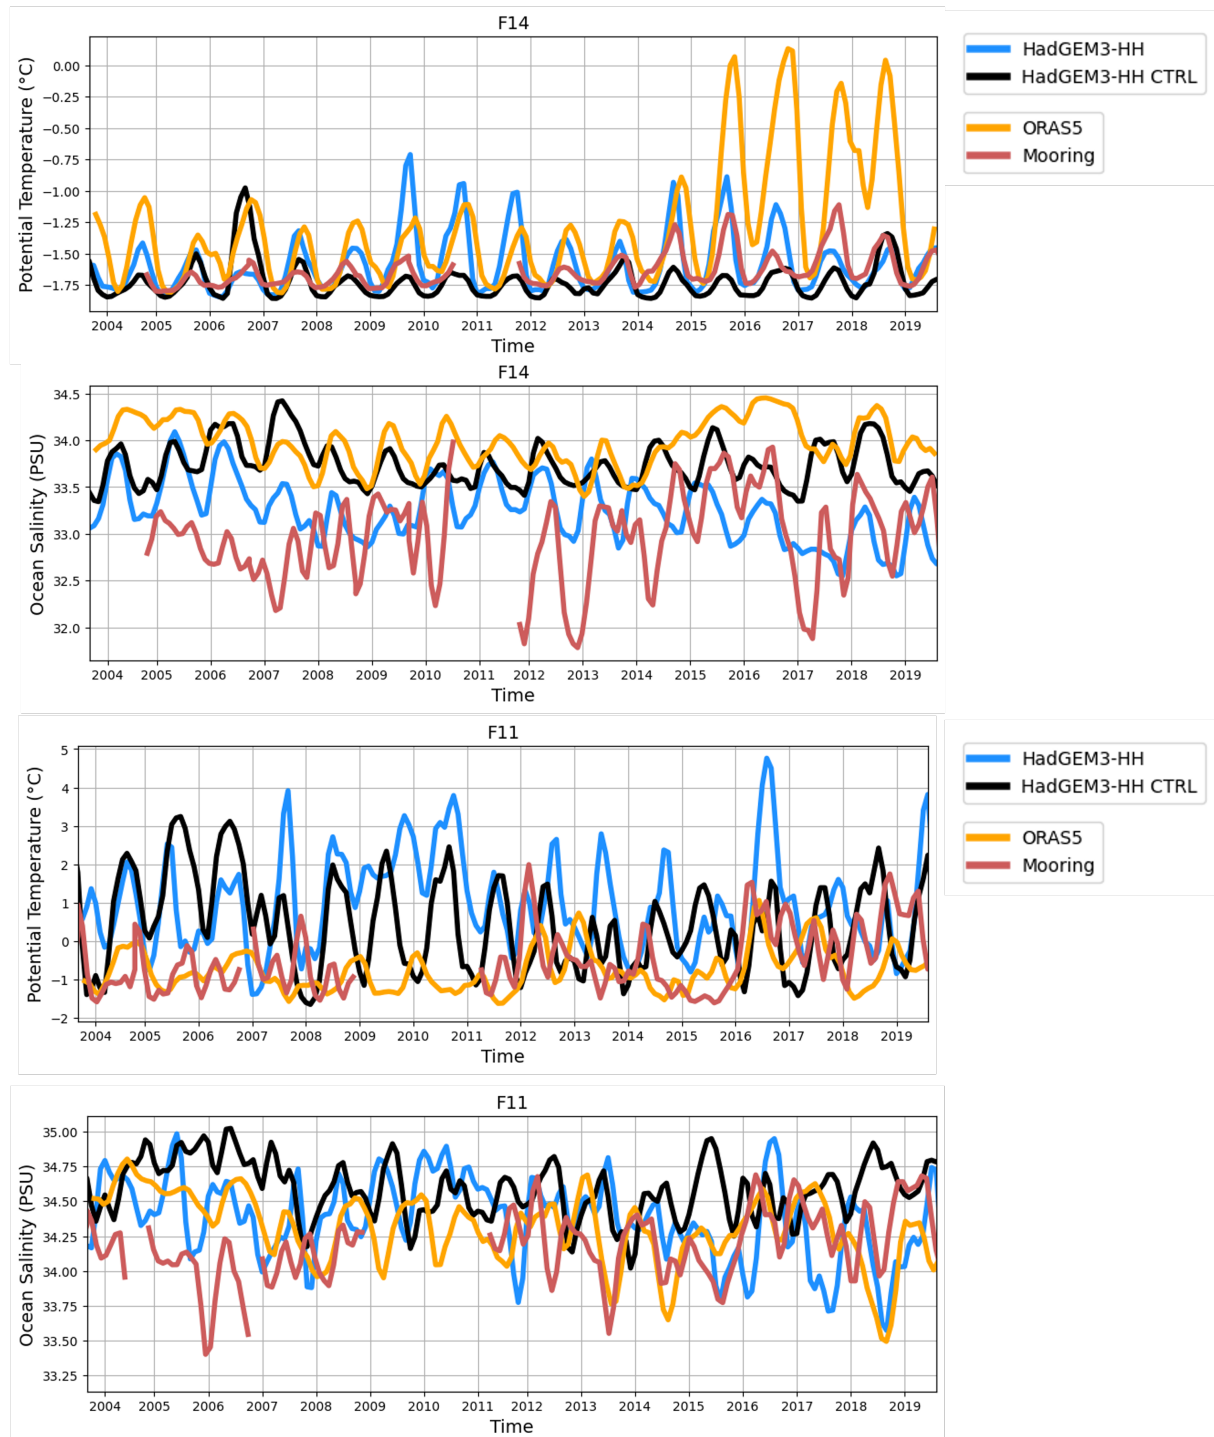 F14
Potential Temperature (°C)
0.00
−0.25
−0.50
−0.75
−1.00
−1.25
−1.50
−1.75
2004 2005 2006 2007 2008 2009 2010 2011 2012 2013 2014 2015 2016 2017 2018 2019
Time
HadGEM3-HH
HadGEM3-HH CTRL
ORAS5
Mooring
F14
Ocean Salinity (PSU)
34.5
34.0
33.5
33.0
32.5
32.0
2004 2005 2006 2007 2008 2009 2010 2011 2012 2013 2014 2015 2016 2017 2018 2019
Time
F11
Potential Temperature (°C)
5
4
3
2
1
0
−1
−2
2004 2005 2006 2007 2008 2009 2010 2011 2012 2013 2014 2015 2016 2017 2018 2019
Time
HadGEM3-HH
HadGEM3-HH CTRL
ORAS5
Mooring
F11
Ocean Salinity (PSU)
35.00
34.75
34.50
34.25
34.00
33.75
33.50
33.25
2004 2005 2006 2007 2008 2009 2010 2011 2012 2013 2014 2015 2016 2017 2018 2019
Time